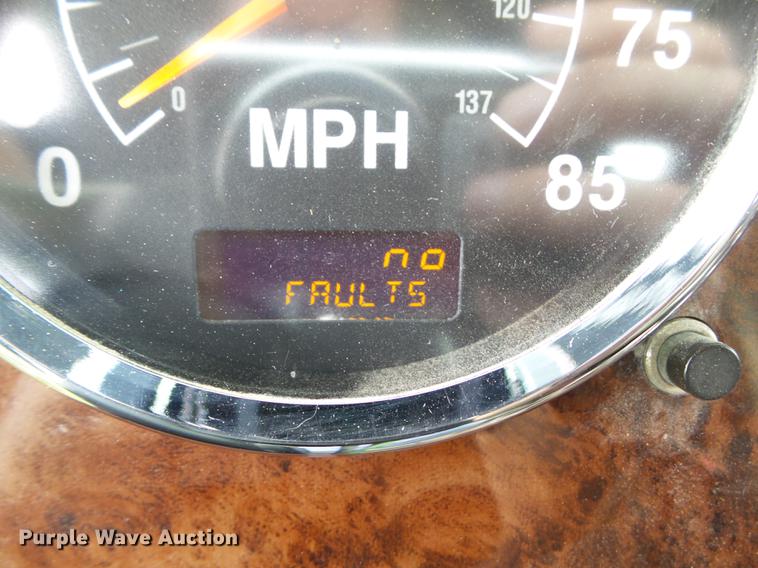 120
75
0
137
MPH
0
85
no
FAULTS
Purple Wave Auction